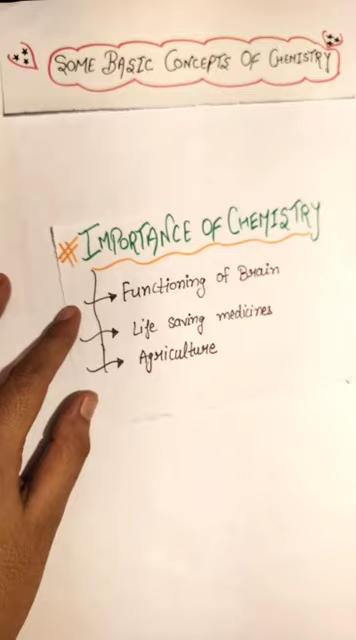 SOME BASIC CONCEPTS OF CHEMISTRY
IMPORTANCE OF CHEMISTRY
Functioning of Brain
Life saving medicines
Agriculture